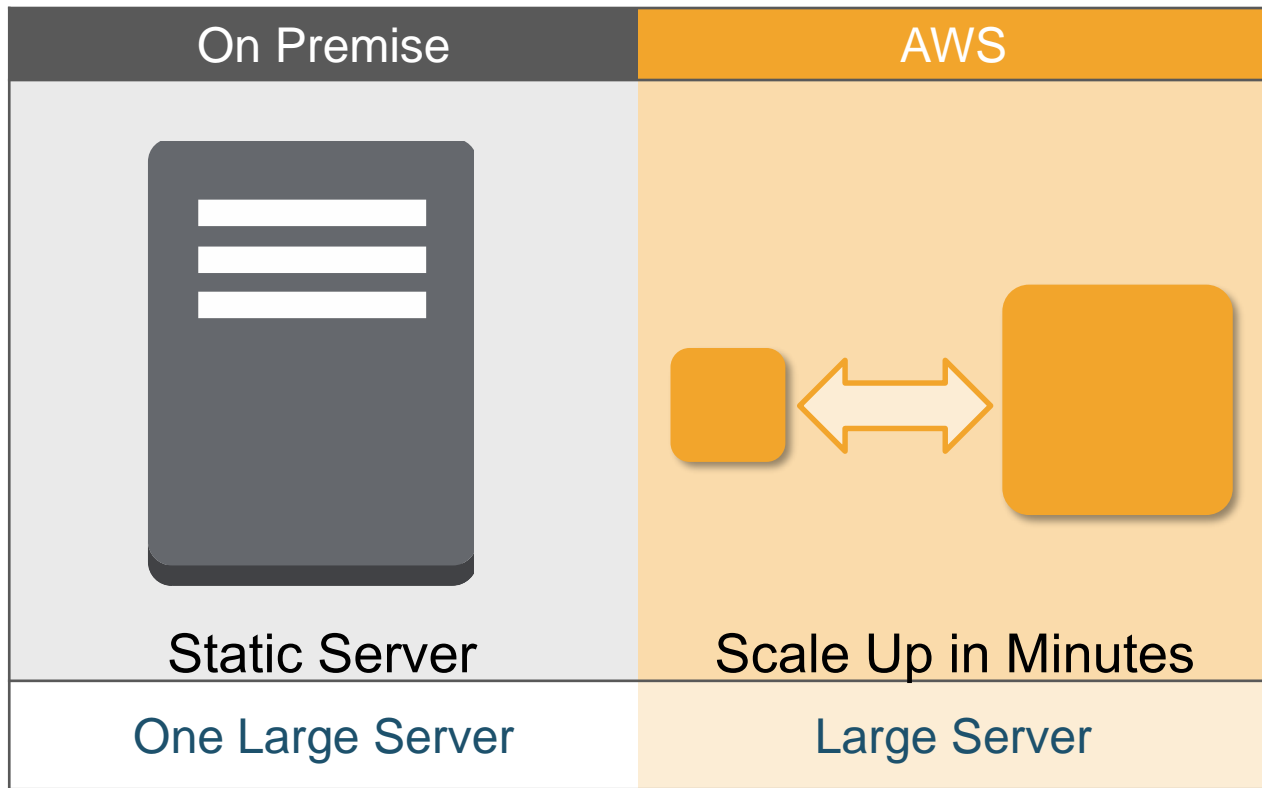 On Premise
AWS
Static Server
Scale Up in Minutes
One Large Server
Large Server